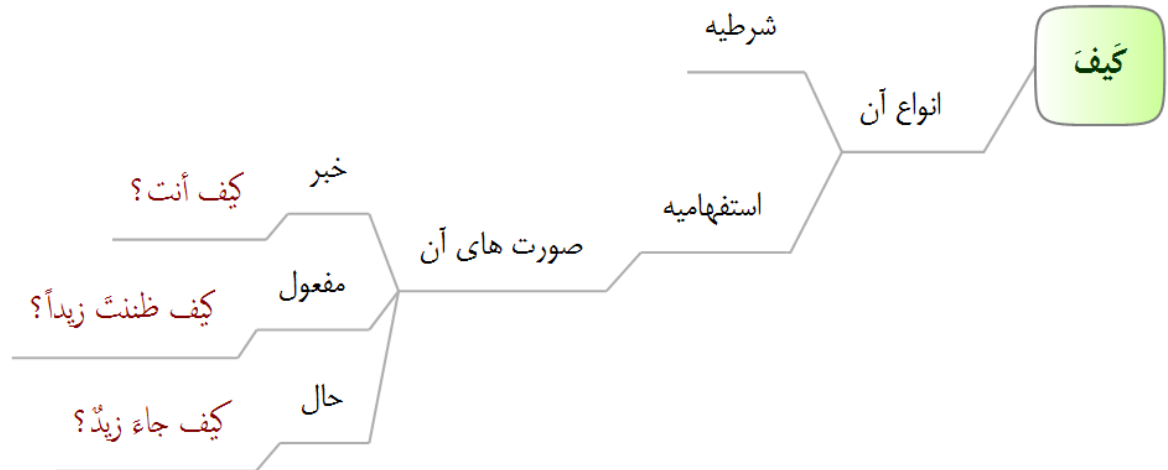 كَيفَ
انواع آن
شرطیه
استفهامیه
صورت های آن
خبر
كيف أنت؟
مفعول
كيف ظننتَ زيداً؟
حال
كيف جاءَ زيدٌ؟